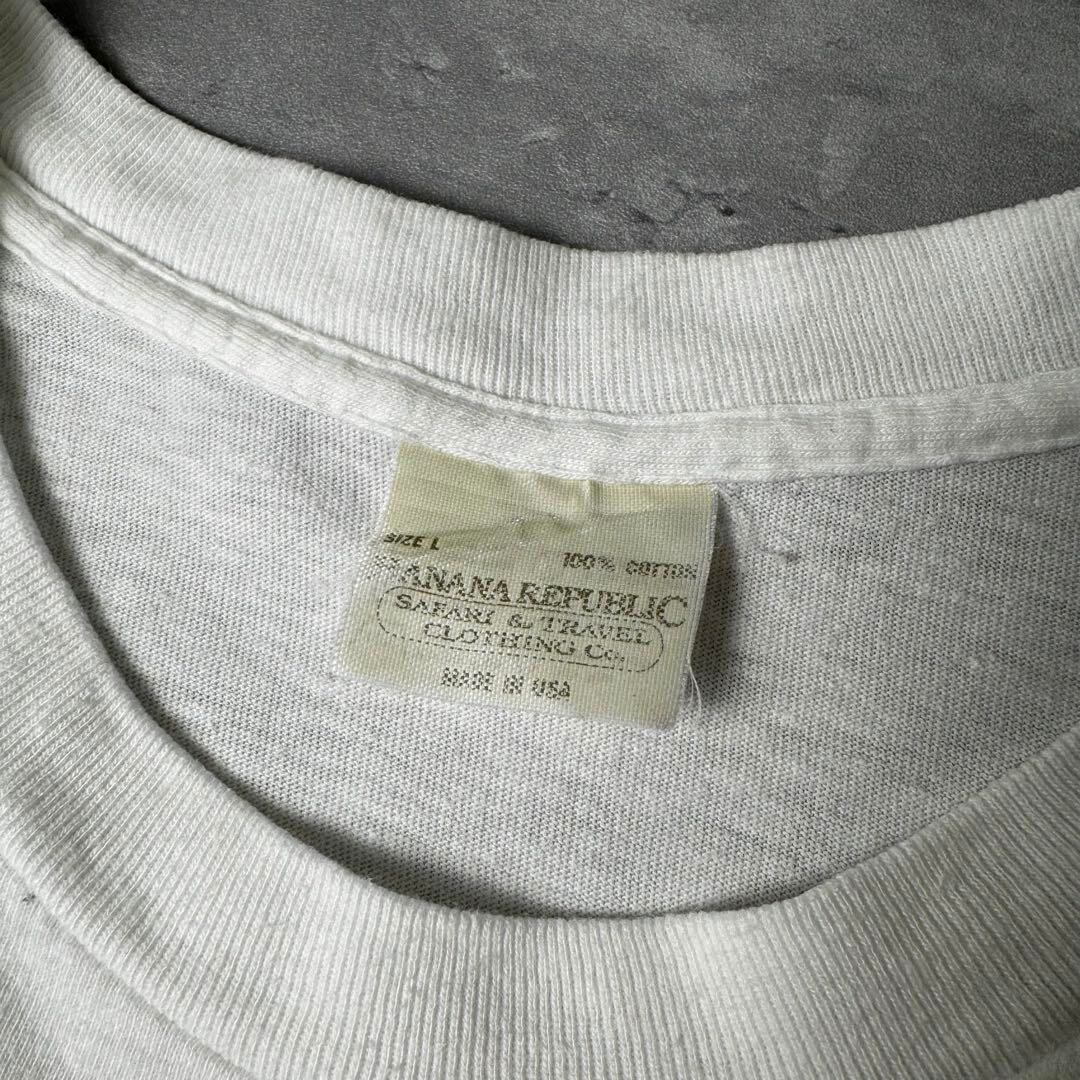 SIZE L
100% COTTON
BANANA REPUBLIC
SAFARI & TRAVEL
CLOTHING Co.
MADE IN USA